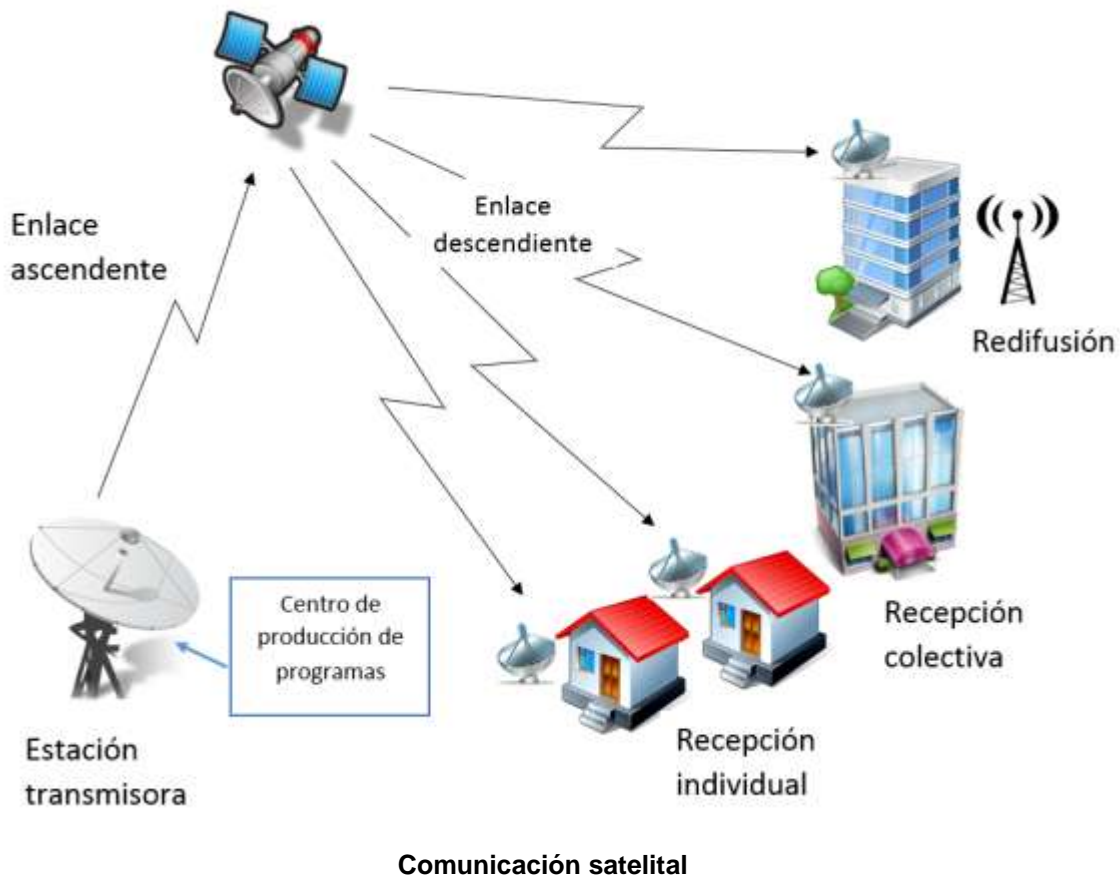 Enlace
ascendente
Enlace
descendiente
Redifusión
Centro de
producción de
programas
Recepción
colectiva
Estación
transmisora
Recepción
individual
Comunicación satelital